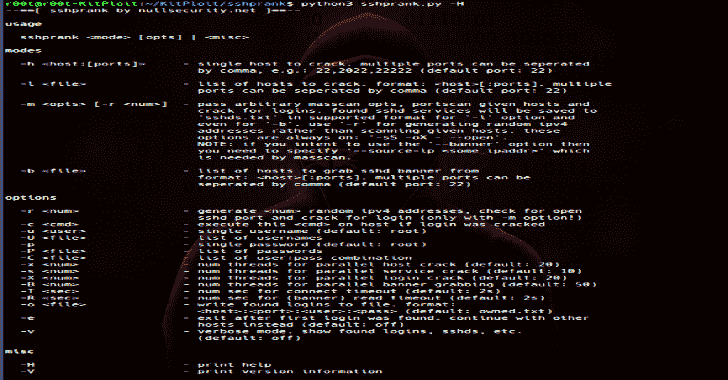 r00t@r00t-KitPloit:~/KitPloit/sshprank$ python3 sshprank.py -H
--==[ sshprank by nullsecurity.net ]==--
usage
sshprank <mode> [opts] | <misc>
modes
-h <host:[ports]> - single host to crack. multiple ports can be seperated
by comma, e.g.: 22,2022,22222 (default port: 22)
-l <file> - list of hosts to crack. format: <host>[:ports]. multiple
ports can be seperated by comma (default port: 22)
-m <opts> [-r <num>] - pass arbitrary masscan opts, portscan given hosts and
crack for logins. found sshd services will be saved to
'sshds.txt' in supported format for '-l' option and
even for '-b'. use '-r' for generating random ipv4
addresses rather than scanning given hosts. these
options are always on: '-sS -oX - --open'.
NOTE: if you intent to use the '--banner' option then
you need to specify '--source-ip <some_ipaddr>' which
is needed by masscan.
-b <file> - list of hosts to grab sshd banner from
format: <host>[:ports]. multiple ports can be
seperated by comma (default port: 22)
options
-r <num> - generate <num> random ipv4 addresses, check for open
sshd port and crack for login (only with -m option!)
-c <cmd> - execute this <cmd> on host if login was cracked
-u <user> - single username (default: root)
-U <file> - list of usernames
-p - single password (default: root)
-P <file> - list of passwords
-C <file> - list of user:pass combination
-x <num> - num threads for parallel host crack (default: 20)
-s <num> - num threads for parallel service crack (default: 10)
-X <num> - num threads for parallel login crack (default: 20)
-B <num> - num threads for parallel banner grabbing (default: 50)
-T <sec> - num sec for connect timeout (default: 2s)
-R <sec> - num sec for (banner) read timeout (default: 2s)
-o <file> - write found logins to file. format:
<host>:<port>:<user>:<pass> (default: owned.txt)
-e - exit after first login was found. continue with other
hosts instead (default: off)
-v - verbose mode. show found logins, sshds, etc.
(default: off)
misc
-H - print help
-V - print version information